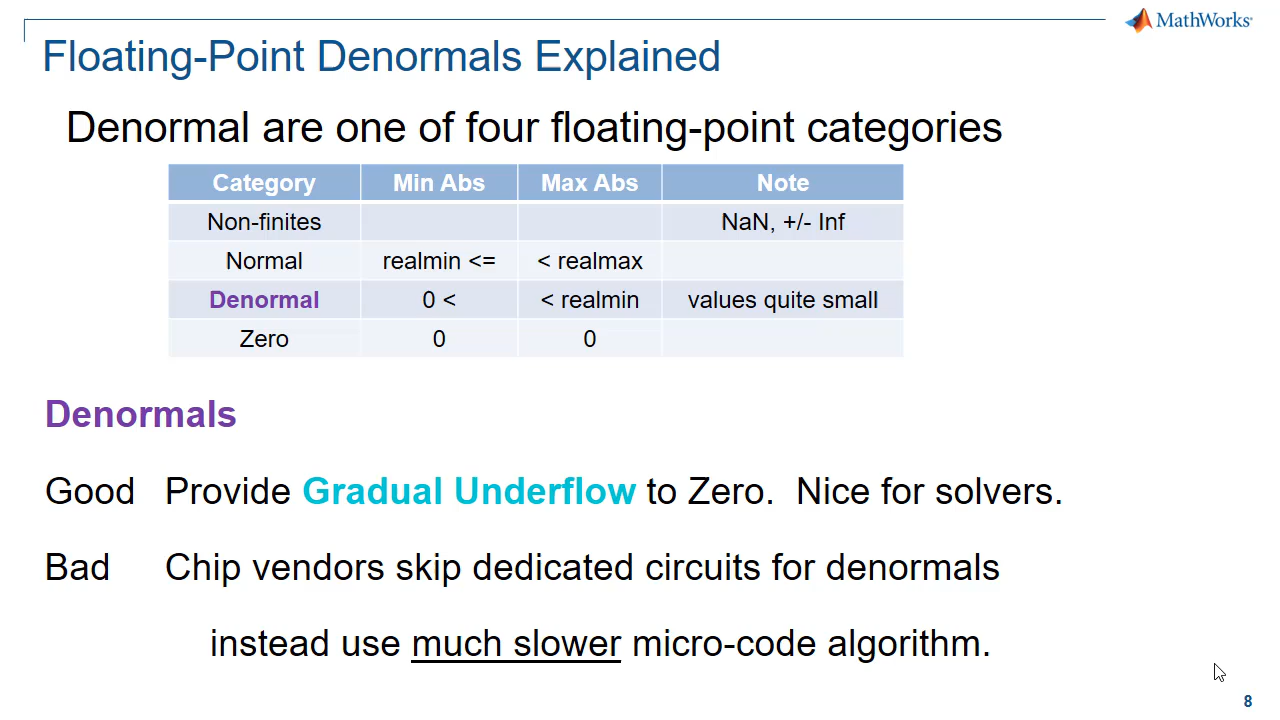 MathWorks
Floating-Point Denormals Explained
Denormal are one of four floating-point categories
Category Min Abs Max Abs Note
Non-finites NaN, +/- Inf
Normal realmin <= < realmax
Denormal 0 < < realmin values quite small
Zero 0 0
Denormals
Good Provide Gradual Underflow to Zero. Nice for solvers.
Bad Chip vendors skip dedicated circuits for denormals
instead use much slower micro-code algorithm.
8